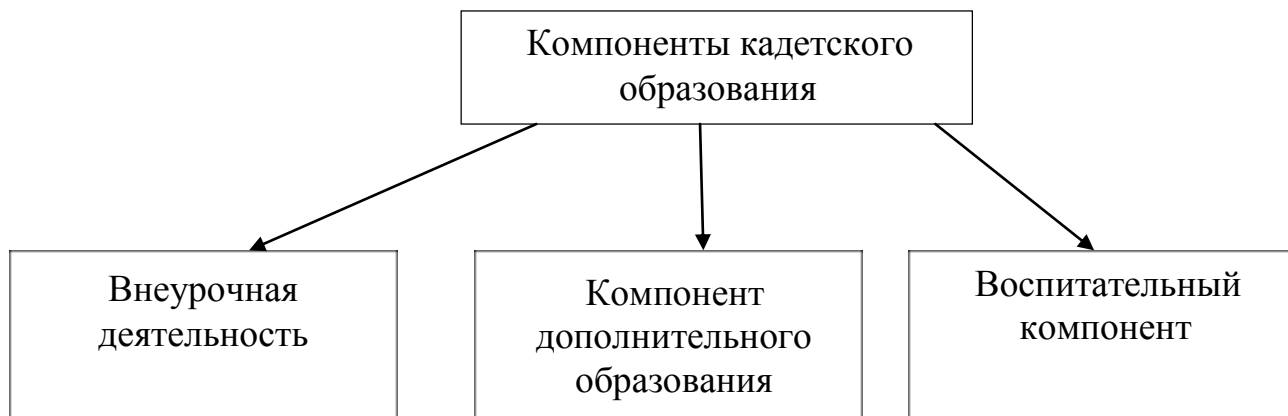 Компоненты кадетского
образования
Внеурочная
деятельность
Компонент
дополнительного
образования
Воспитательный
компонент